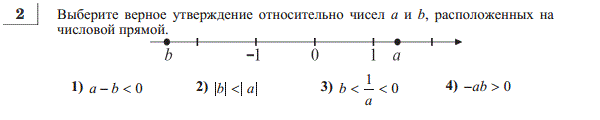 2 Выберите верное утверждение относительно чисел a и b, расположенных на
числовой прямой.
b −1 0 1 a
1) a − b < 0 2) |b| < |a| 3) b < 1/a < 0 4) −ab > 0